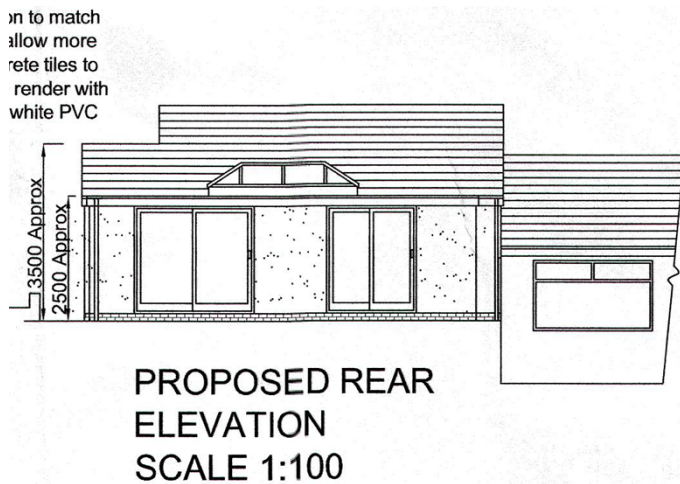 on to match
allow more
rete tiles to
render with
white PVC
3500 Approx
2500 Approx
PROPOSED REAR
ELEVATION
SCALE 1:100